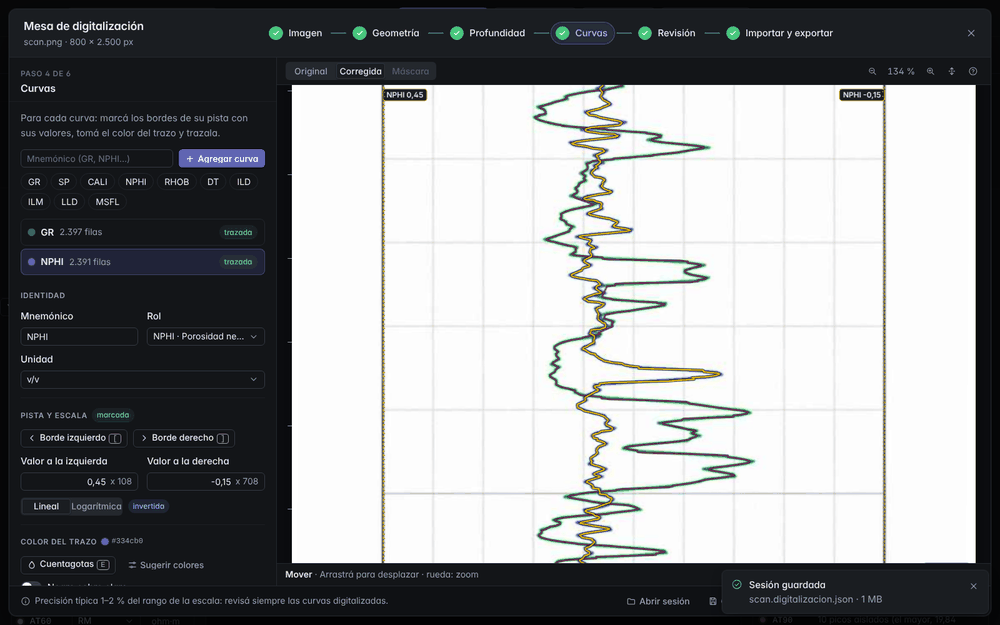 Mesa de digitalización
scan.png · 800 × 2.500 px
Imagen
Geometría
Profundidad
Curvas
Revisión
Importar y exportar
PASO 4 DE 6
Curvas
Original
Corregida
Máscara
134 %
Para cada curva: marcá los bordes de su pista con
sus valores, tomá el color del trazo y trazala.
Mnemónico (GR, NPHI...)
+ Agregar curva
GR
SP
CALI
NPHI
RHOB
DT
ILD
ILM
LLD
MSFL
GR 2.397 filas trazada
NPHI 2.391 filas trazada
IDENTIDAD
Mnemónico
Rol
NPHI
NPHI · Porosidad ne...
Unidad
v/v
PISTA Y ESCALA marcada
Borde izquierdo [
Borde derecho ]
Valor a la izquierda
Valor a la derecha
0,45 x 108
-0,15 x 708
Lineal
Logarítmica
invertida
COLOR DEL TRAZO #334cb0
Cuentagotas E
Sugerir colores
NPHI 0,45
NPHI -0,15
Mover · Arrastrá para desplazar · rueda: zoom
Precisión típica 1–2 % del rango de la escala: revisá siempre las curvas digitalizadas.
Abrir sesión
Sesión guardada
scan.digitalizacion.json · 1 MB
AT60
RM
ohm.m
AT90